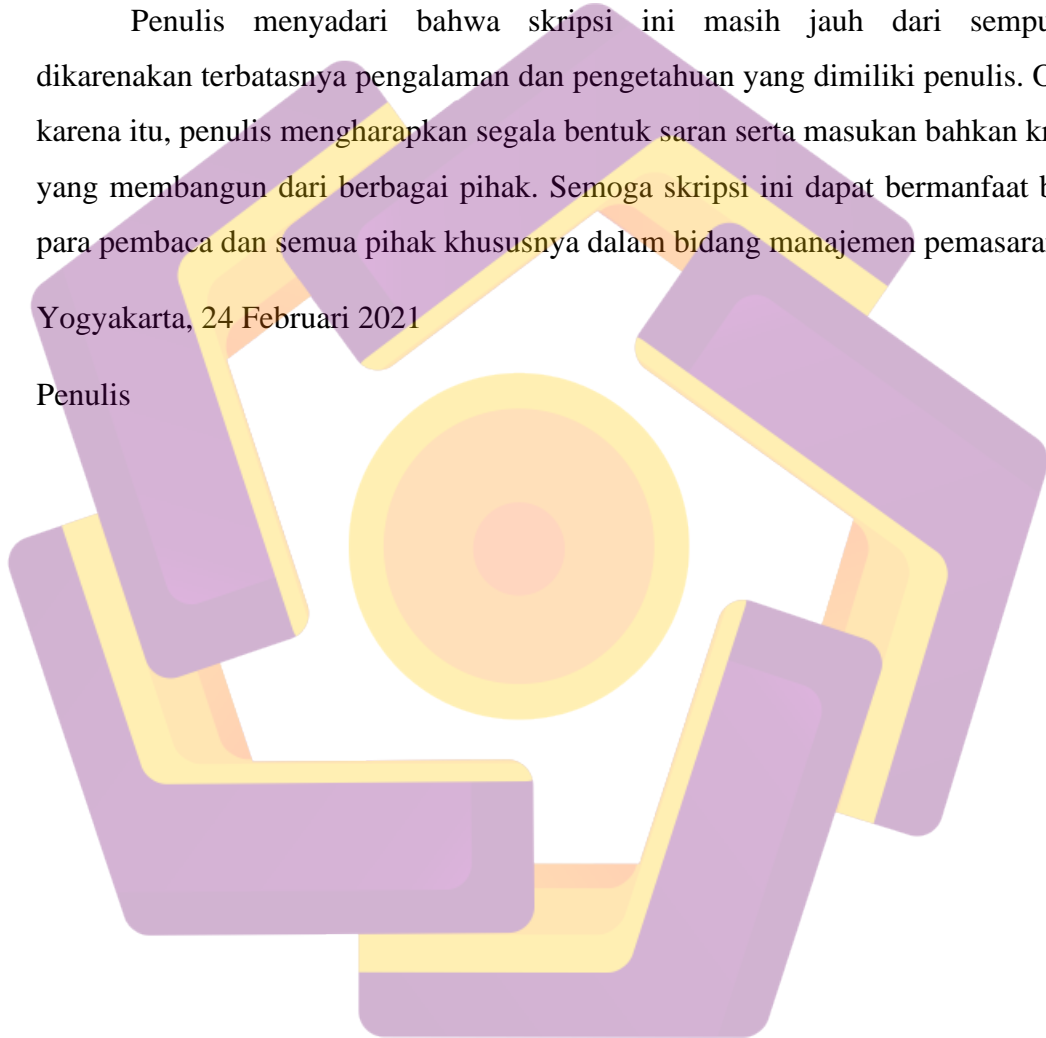 Penulis menyadari bahwa skripsi ini masih jauh dari sempu
dikarenakan terbatasnya pengalaman dan pengetahuan yang dimiliki penulis. O
karena itu, penulis mengharapkan segala bentuk saran serta masukan bahkan kr
yang membangun dari berbagai pihak. Semoga skripsi ini dapat bermanfaat b
para pembaca dan semua pihak khususnya dalam bidang manajemen pemasara
Yogyakarta, 24 Februari 2021
Penulis